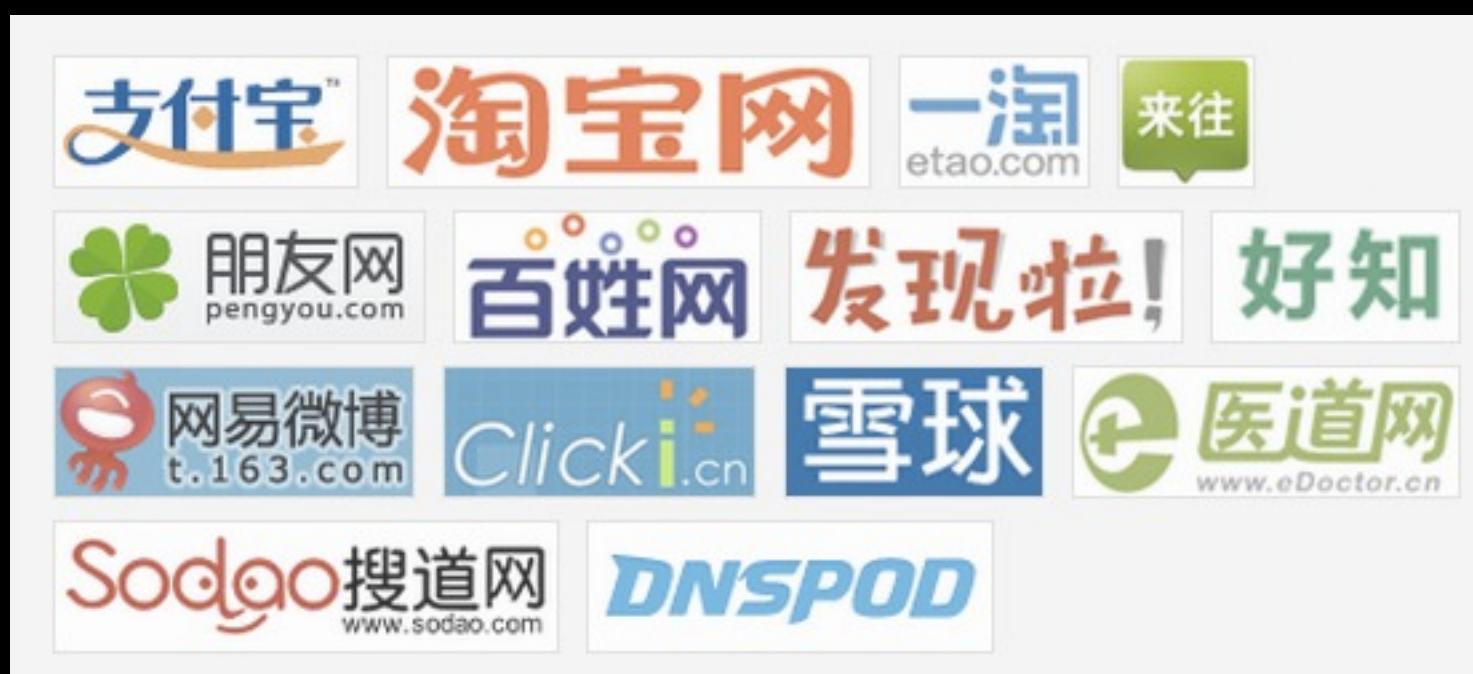 支付宝™
淘宝网
一淘
etao.com
来往
朋友网
pengyou.com
百姓网
发现啦!
好知
网易微博
t.163.com
Clicki.cn
雪球
e医道网
www.eDoctor.cn
Sodao搜道网
www.sodao.com
DNSPOD